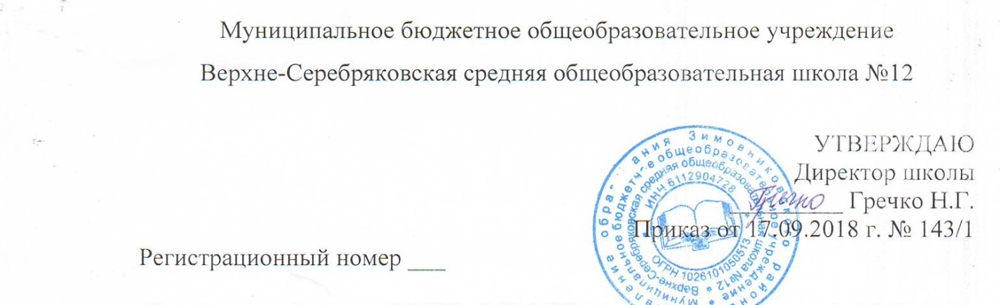 Муниципальное бюджетное общеобразовательное учреждение
Верхне-Серебряковская средняя общеобразовательная школа №12
УТВЕРЖДАЮ
Директор школы
_________ Гречко Н.Г.
Приказ от 17.09.2018 г. № 143/1
Регистрационный номер ___
Зимовниковского района
Муниципальное бюджетное общеобразовательное учреждение *
Верхне-Серебряковская средняя общеобразовательная школа №12 *
ИНН 6112904728
ОГРН 1026101050513